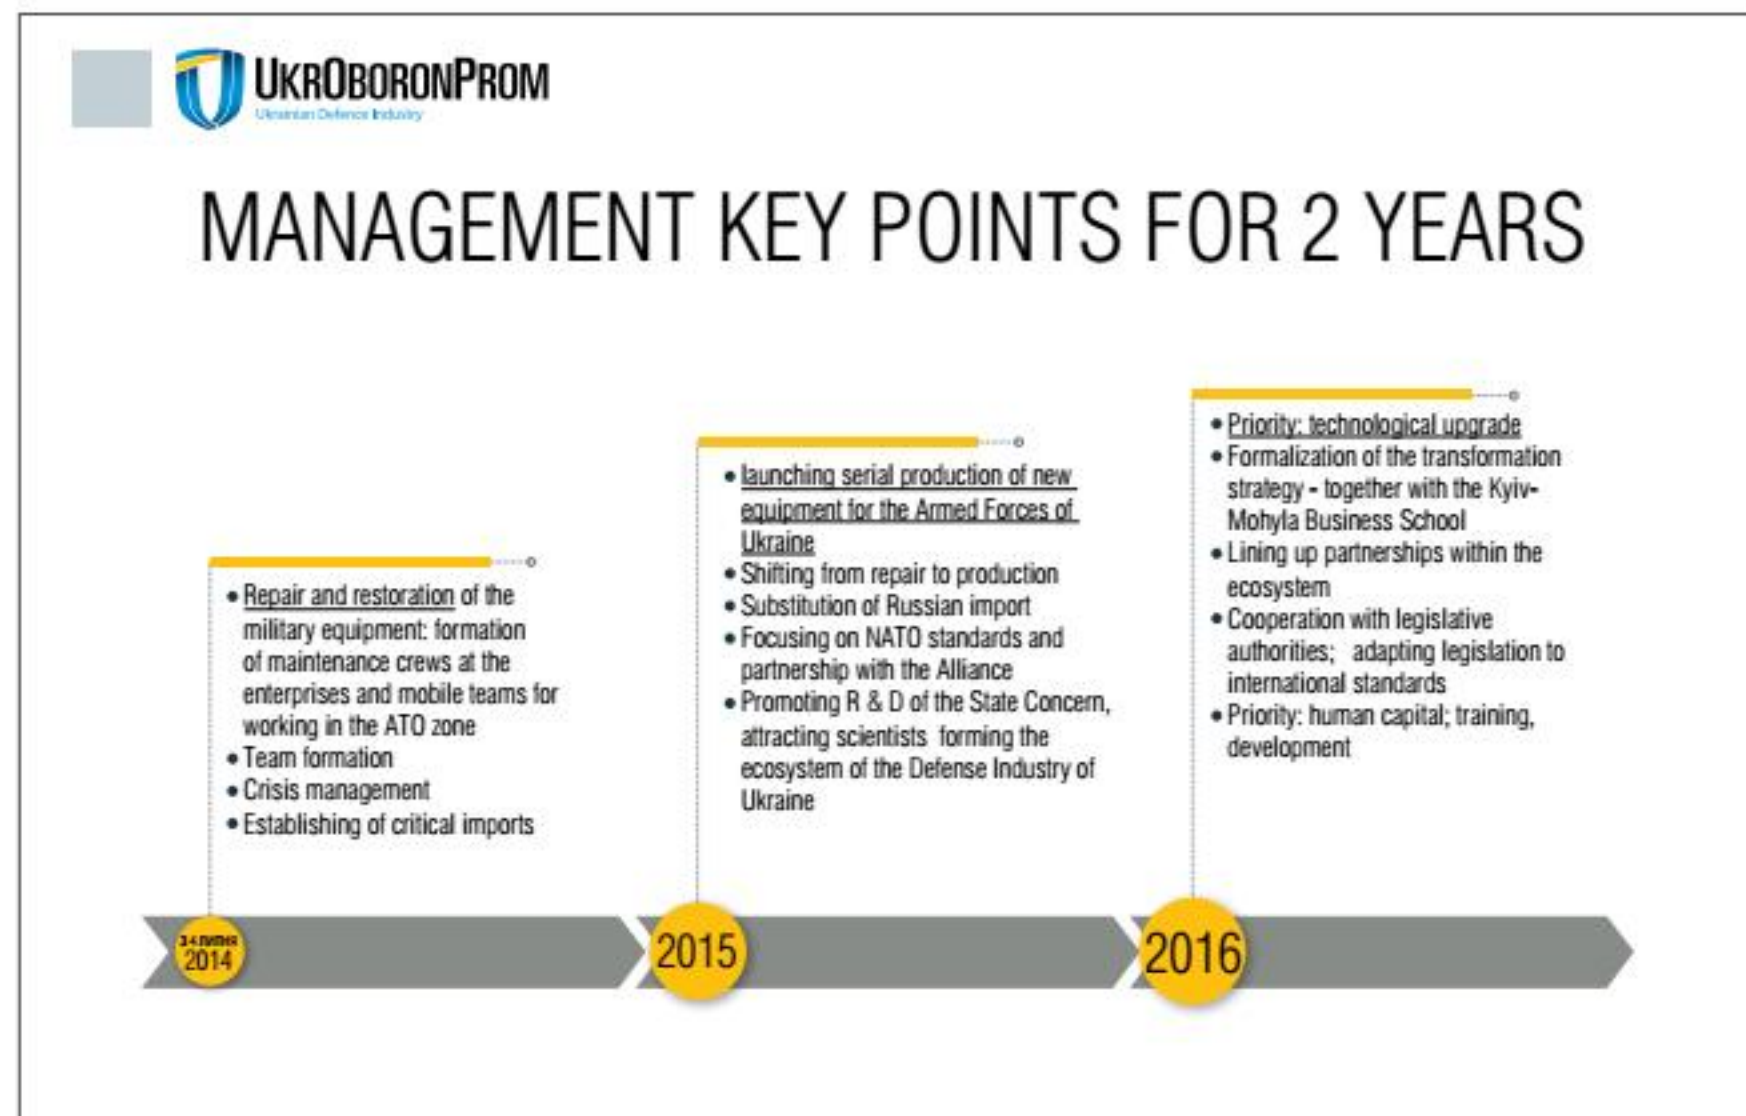 UKROBORONPROM
Ukrainian Defence Industry
MANAGEMENT KEY POINTS FOR 2 YEARS
• Repair and restoration of the
military equipment: formation
of maintenance crews at the
enterprises and mobile teams for
working in the ATO zone
• Team formation
• Crisis management
• Establishing of critical imports
• launching serial production of new
equipment for the Armed Forces of
Ukraine
• Shifting from repair to production
• Substitution of Russian import
• Focusing on NATO standards and
partnership with the Alliance
• Promoting R & D of the State Concern,
attracting scientists forming the
ecosystem of the Defense Industry of
Ukraine
• Priority: technological upgrade
• Formalization of the transformation
strategy - together with the Kyiv-
Mohyla Business School
• Lining up partnerships within the
ecosystem
• Cooperation with legislative
authorities; adapting legislation to
international standards
• Priority: human capital; training,
development
2014
2015
2016